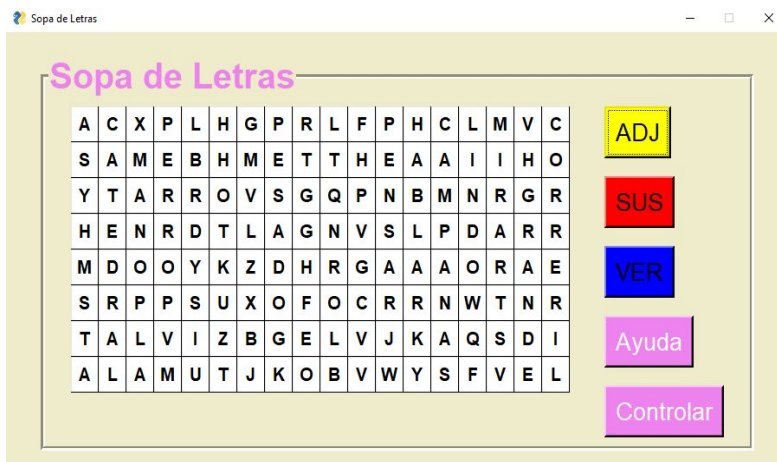 Sopa de Letras
Sopa de Letras
A C X P L H G P R L F P H C L M V C
S A M E B H M E T T H E A A I I H O
Y T A R R O V S G Q P N B M N R G R
H E N R D T L A G N V S L P D A R R
M D O O Y K Z D H R G A A A O R A E
S R P P S U X O F O C R R N W T N R
T A L V I Z B G E L V J K A Q S D I
A L A M U T J K O B V W Y S F V E L
ADJ
SUS
VER
Ayuda
Controlar